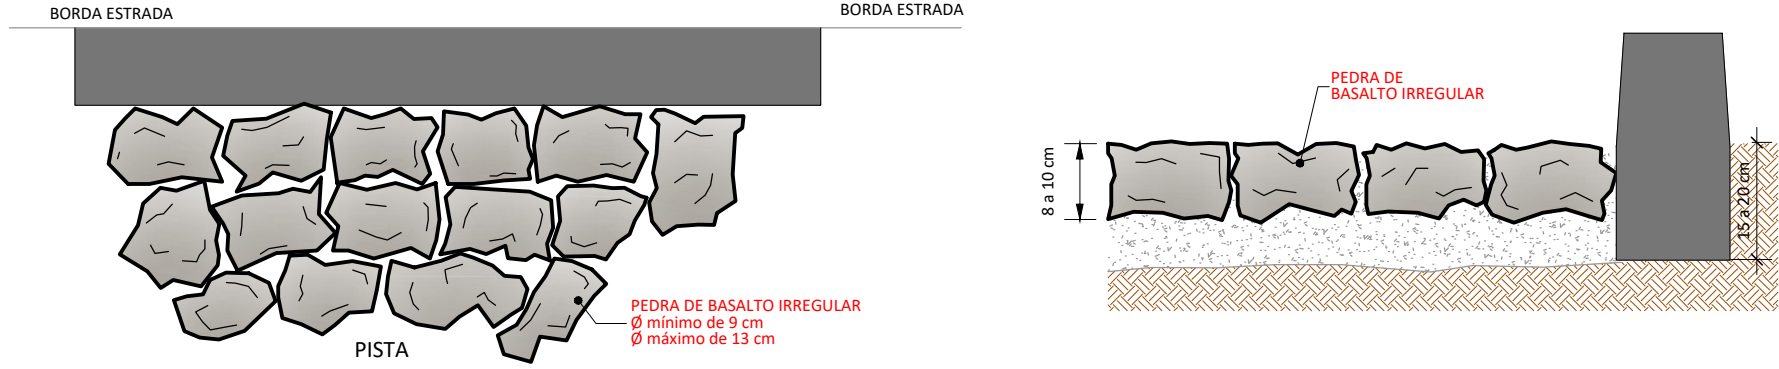 BORDA ESTRADA
BORDA ESTRADA
PEDRA DE BASALTO IRREGULAR
Ø mínimo de 9 cm
Ø máximo de 13 cm
PISTA
PEDRA DE
BASALTO IRREGULAR
8 a 10 cm
15 a 20 cm